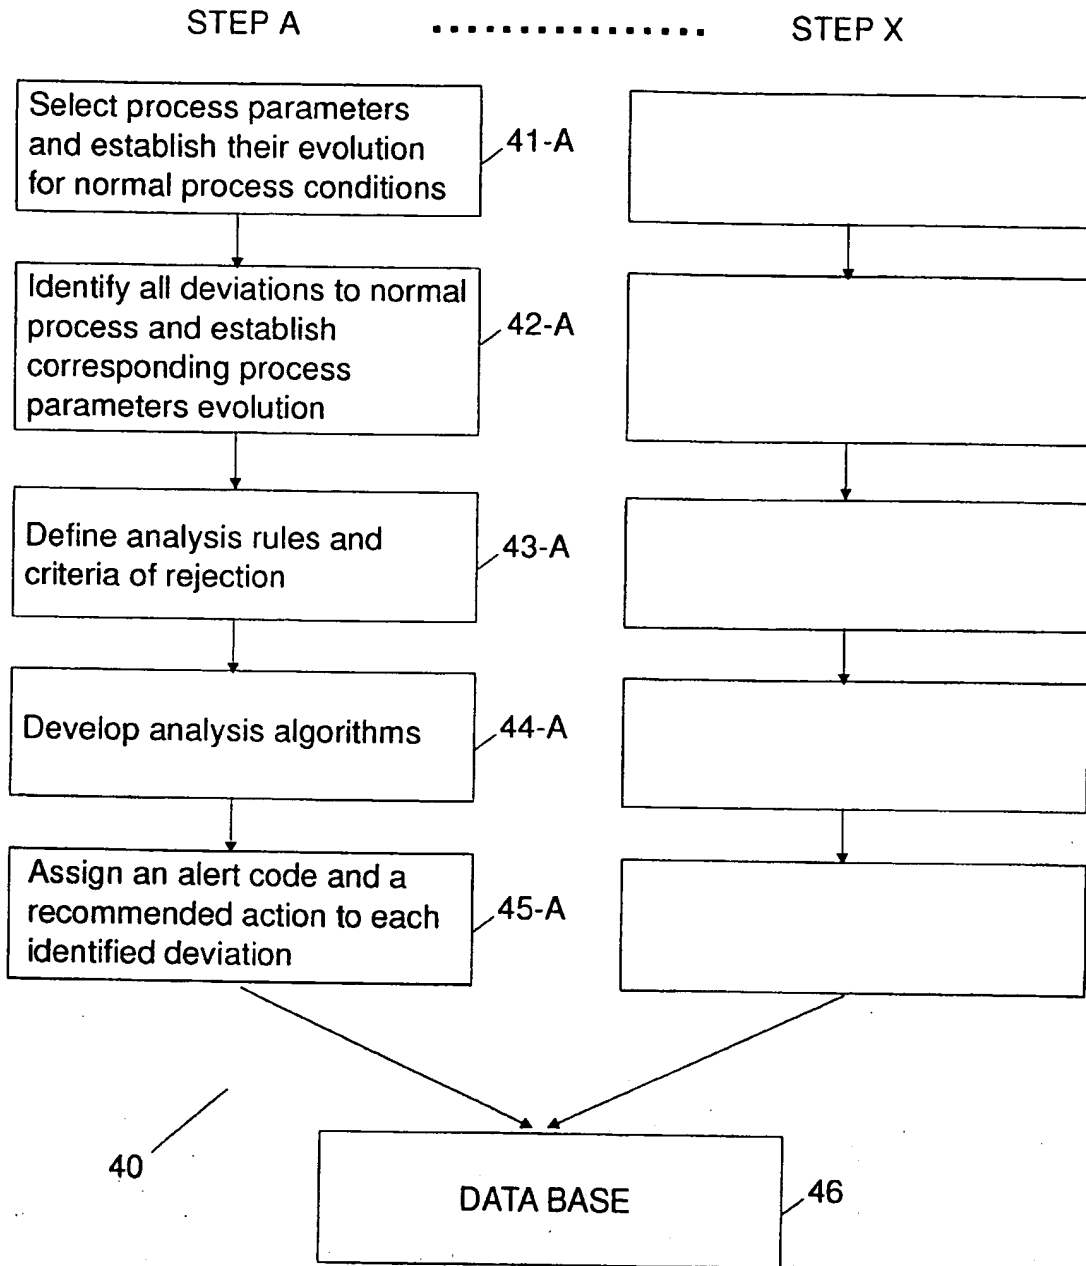 STEP A ............... STEP X
Select process parameters
and establish their evolution
for normal process conditions
41-A
Identify all deviations to normal
process and establish
corresponding process
parameters evolution
42-A
Define analysis rules and
criteria of rejection
43-A
Develop analysis algorithms
44-A
Assign an alert code and a
recommended action to each
identified deviation
45-A
40
DATA BASE
46